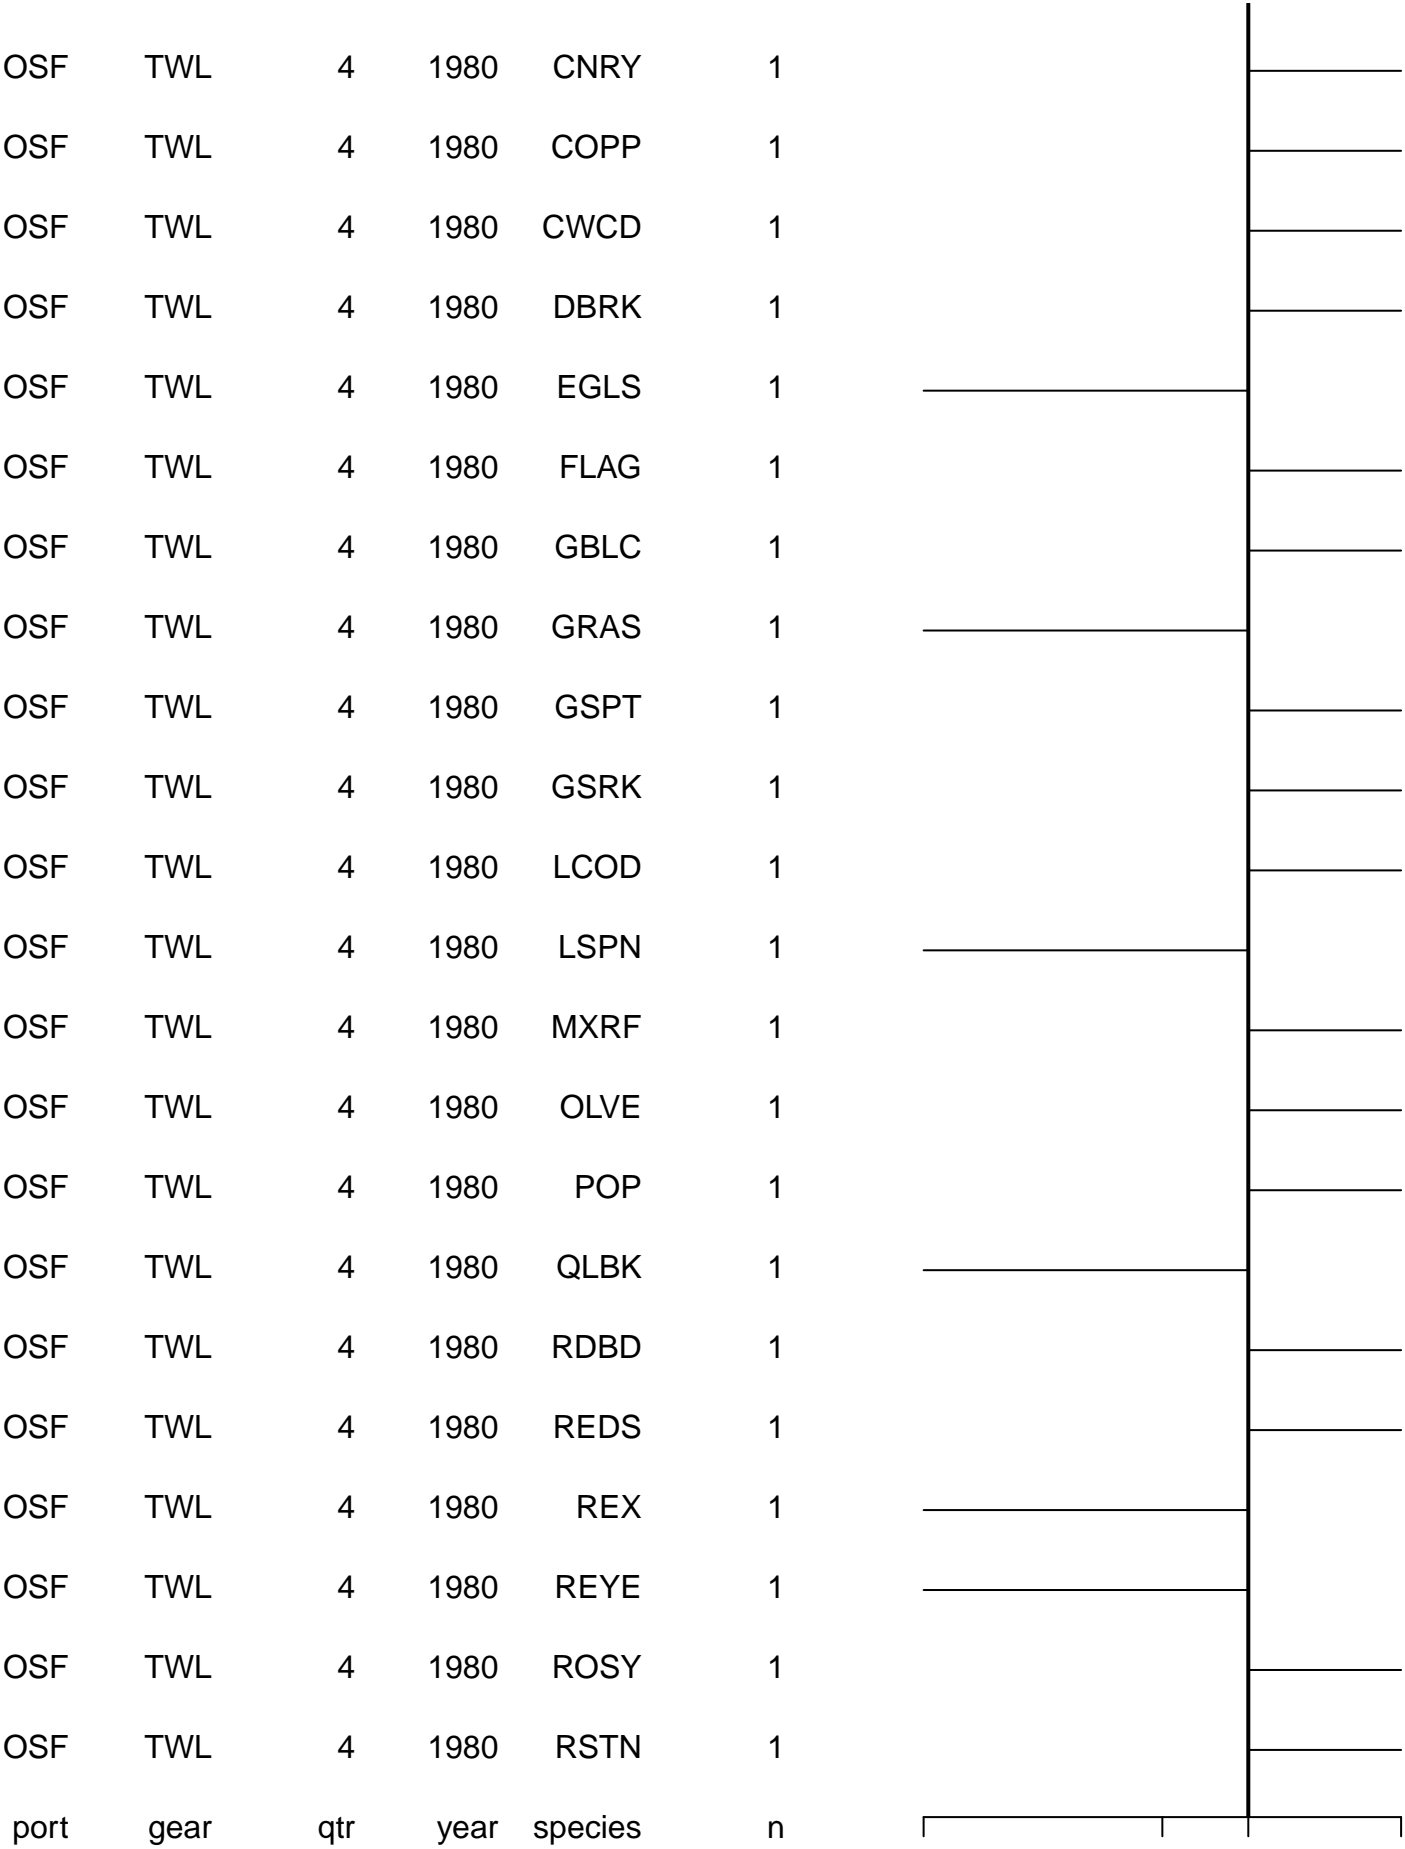 OSF TWL 4 1980 CNRY 1
OSF TWL 4 1980 COPP 1
OSF TWL 4 1980 CWCD 1
OSF TWL 4 1980 DBRK 1
OSF TWL 4 1980 EGLS 1
OSF TWL 4 1980 FLAG 1
OSF TWL 4 1980 GBLC 1
OSF TWL 4 1980 GRAS 1
OSF TWL 4 1980 GSPT 1
OSF TWL 4 1980 GSRK 1
OSF TWL 4 1980 LCOD 1
OSF TWL 4 1980 LSPN 1
OSF TWL 4 1980 MXRF 1
OSF TWL 4 1980 OLVE 1
OSF TWL 4 1980 POP 1
OSF TWL 4 1980 QLBK 1
OSF TWL 4 1980 RDBD 1
OSF TWL 4 1980 REDS 1
OSF TWL 4 1980 REX 1
OSF TWL 4 1980 REYE 1
OSF TWL 4 1980 ROSY 1
OSF TWL 4 1980 RSTN 1
port gear qtr year species n